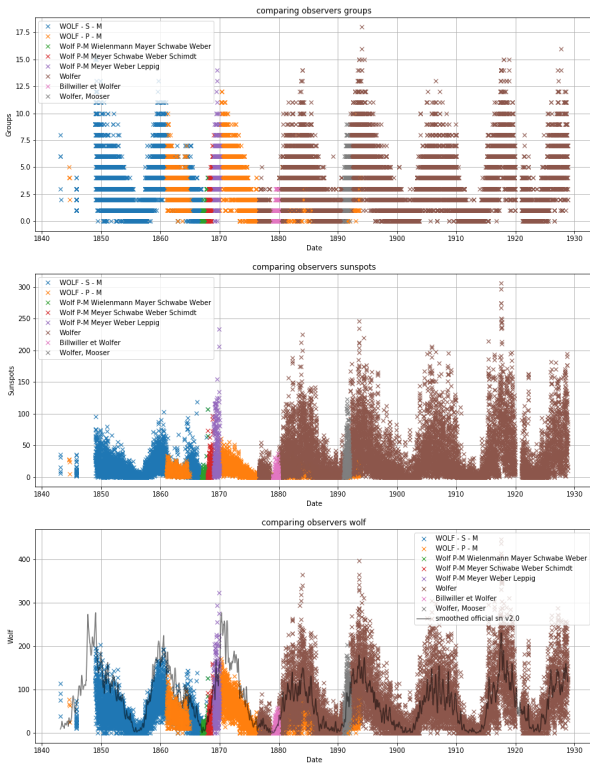 comparing observers groups
17.5
15.0
12.5
10.0
7.5
5.0
2.5
0.0
Groups
WOLF - S - M
WOLF - P - M
Wolf P-M Wielenmann Mayer Schwabe Weber
Wolf P-M Meyer Schwabe Weber Schimdt
Wolf P-M Meyer Weber Leppig
Wolfer
Billwiller et Wolfer
Wolfer, Mooser
1840 1850 1860 1870 1880 1890 1900 1910 1920 1930
Date
comparing observers sunspots
300
250
200
150
100
50
0
Sunspots
WOLF - S - M
WOLF - P - M
Wolf P-M Wielenmann Mayer Schwabe Weber
Wolf P-M Meyer Schwabe Weber Schimdt
Wolf P-M Meyer Weber Leppig
Wolfer
Billwiller et Wolfer
Wolfer, Mooser
1840 1850 1860 1870 1880 1890 1900 1910 1920 1930
Date
comparing observers wolf
400
300
200
100
0
Wolf
WOLF - S - M
WOLF - P - M
Wolf P-M Wielenmann Mayer Schwabe Weber
Wolf P-M Meyer Schwabe Weber Schimdt
Wolf P-M Meyer Weber Leppig
Wolfer
Billwiller et Wolfer
Wolfer, Mooser
smoothed official sn v2.0
1840 1850 1860 1870 1880 1890 1900 1910 1920 1930
Date